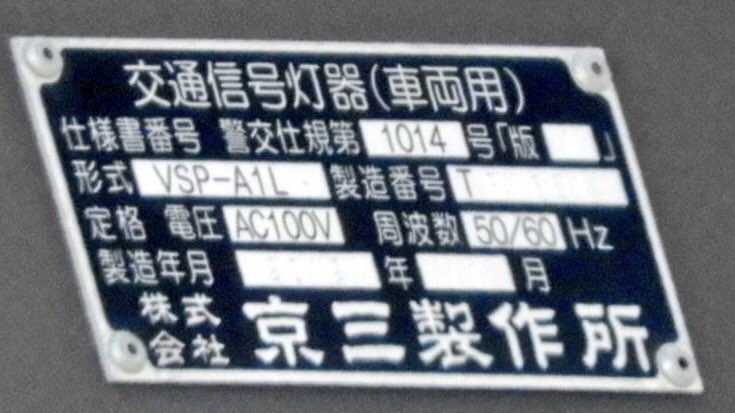 交通信号灯器(車両用)
仕様書番号 警交仕規第 1014 号「版 」
形式 VSP-A1L 製造番号 T
定格 電圧 AC100V 周波数 50/60 Hz
製造年月 年 月
株式会社 京三製作所